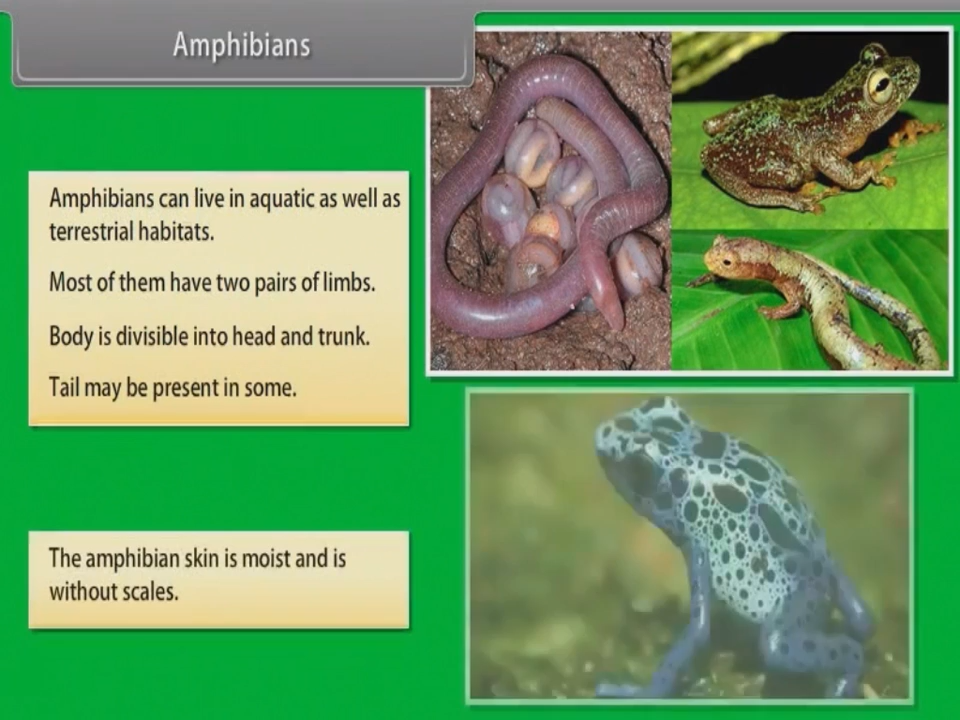 Amphibians
Amphibians can live in aquatic as well as
terrestrial habitats.
Most of them have two pairs of limbs.
Body is divisible into head and trunk.
Tail may be present in some.
The amphibian skin is moist and is
without scales.